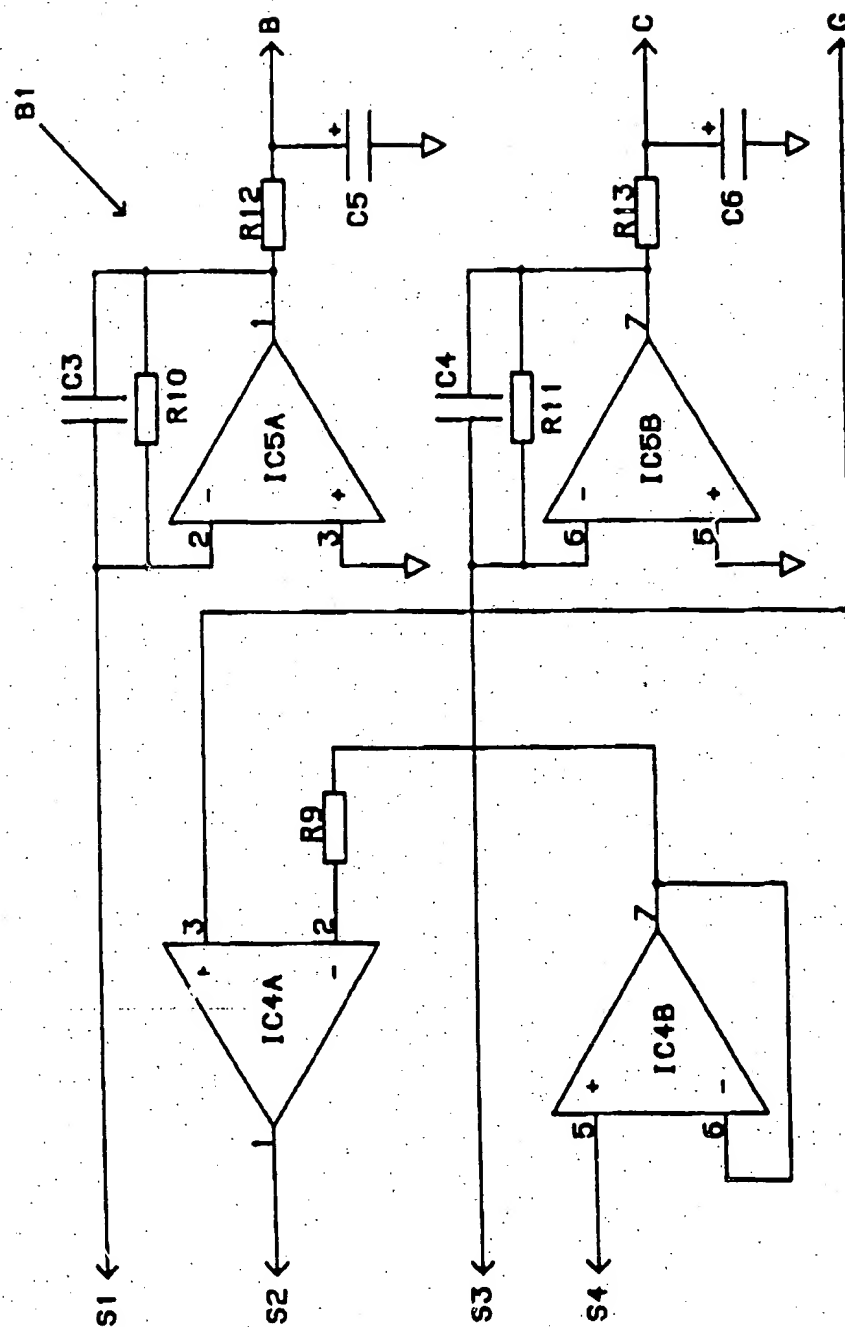 B1
C3
S1
R10
3
2
-
+
R12
B
S2
1
IC4A
IC5A
1
+
-
2
R9
3
+
C5
C4
S3
R11
6
-
+
R13
C
S4
5
+
7
IC4B
IC5B
7
6
-
5
+
C6
G